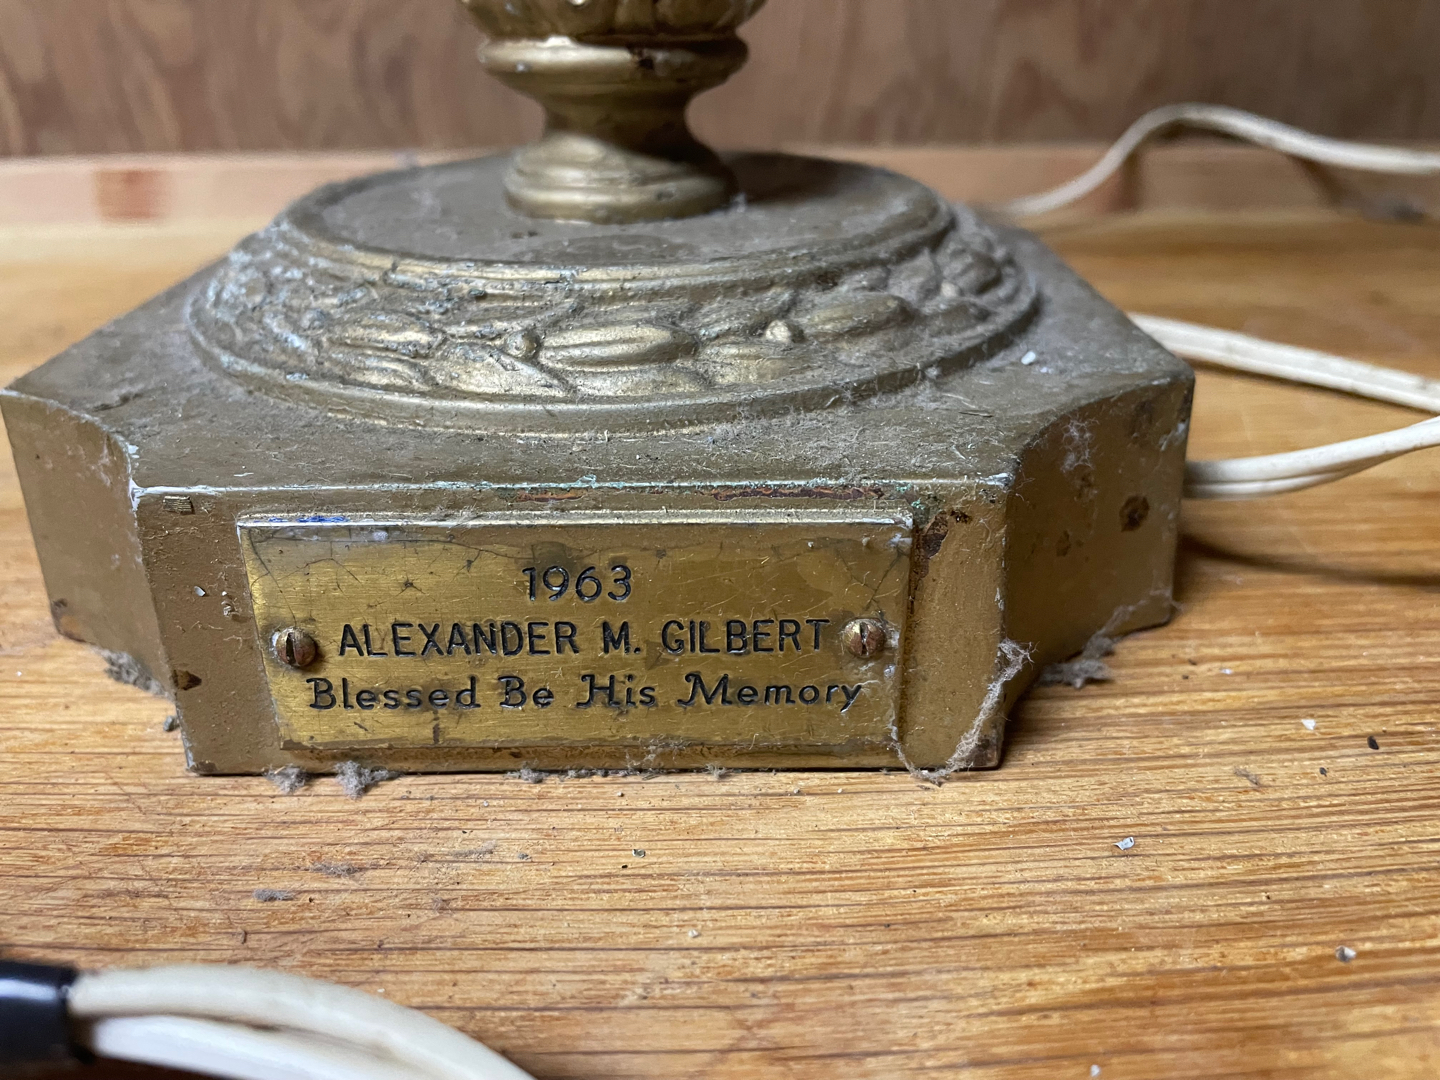 1963
ALEXANDER M. GILBERT
Blessed Be His Memory